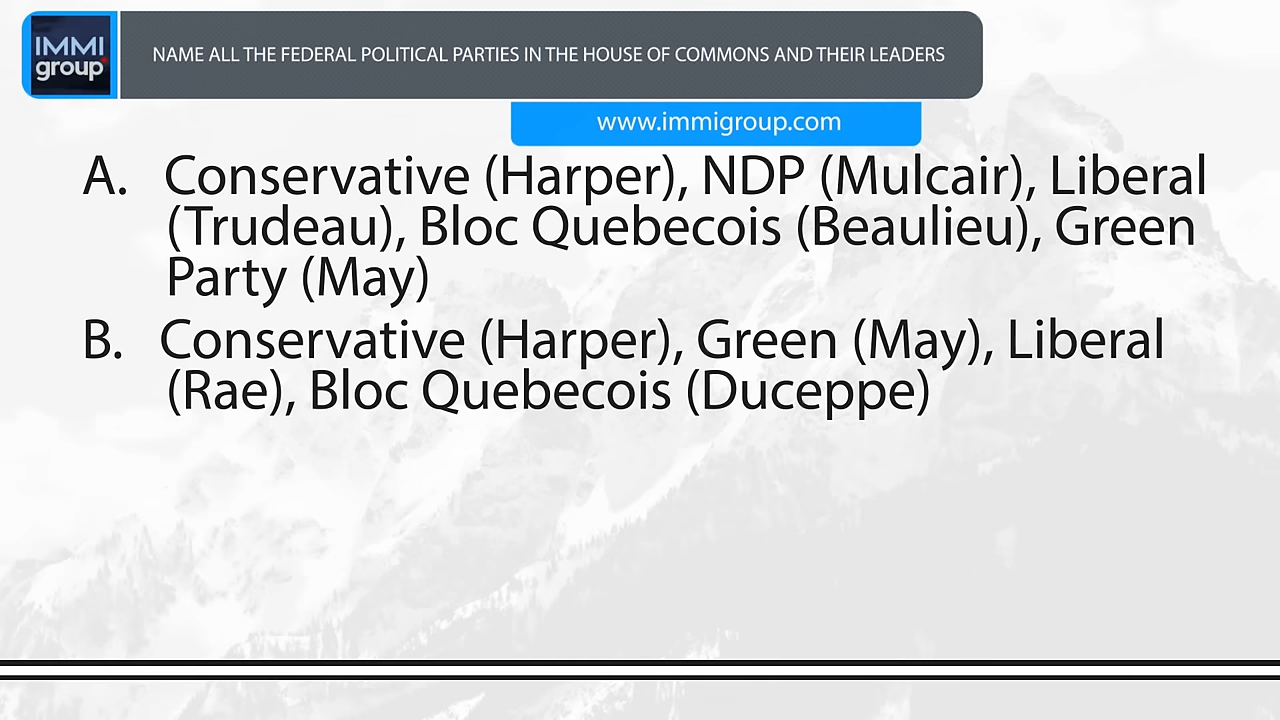 IMMI
group
NAME ALL THE FEDERAL POLITICAL PARTIES IN THE HOUSE OF COMMONS AND THEIR LEADERS
www.immigroup.com
A. Conservative (Harper), NDP (Mulcair), Liberal
(Trudeau), Bloc Quebecois (Beaulieu), Green
Party (May)
B. Conservative (Harper), Green (May), Liberal
(Rae), Bloc Quebecois (Duceppe)